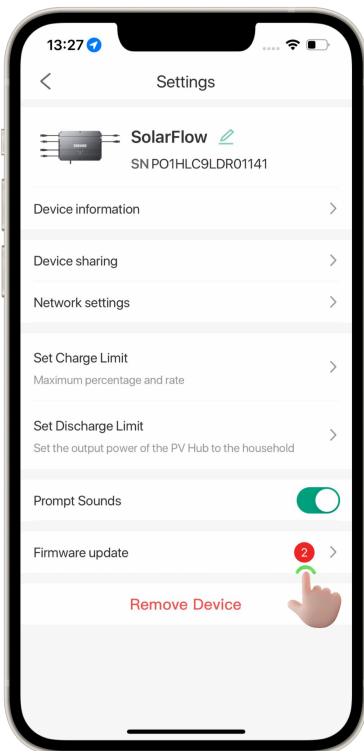 13:27
Settings
SolarFlow
SN PO1HLC9LDR01141
Device information
Device sharing
Network settings
Set Charge Limit
Maximum percentage and rate
Set Discharge Limit
Set the output power of the PV Hub to the household
Prompt Sounds
Firmware update
2
Remove Device